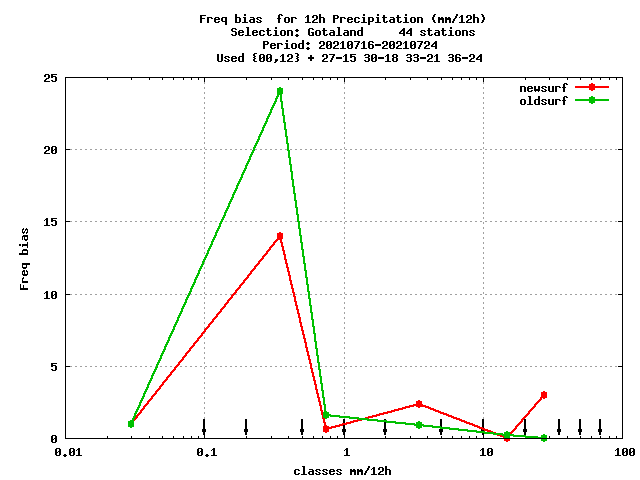 Freq bias  for 12h Precipitation (mm/12h)
Selection: Gotaland     44 stations
Period: 20210716-20210724
Used {00,12} + 27-15 30-18 33-21 36-24
newsurf
oldsurf
25
20
15
10
5
0
Freq bias
0.01 0.1 1 10 100
classes mm/12h